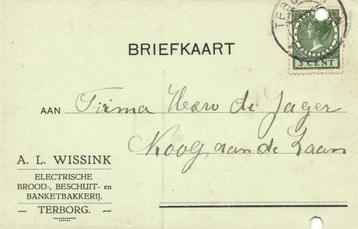 TERB
3 CENT
BRIEFKAART
AAN Firma Wed de Jager
Koog aan de Zaan
A. L. WISSINK
ELECTRISCHE
BROOD-, BESCHUIT- en
BANKETBAKKERIJ.
— TERBORG. —